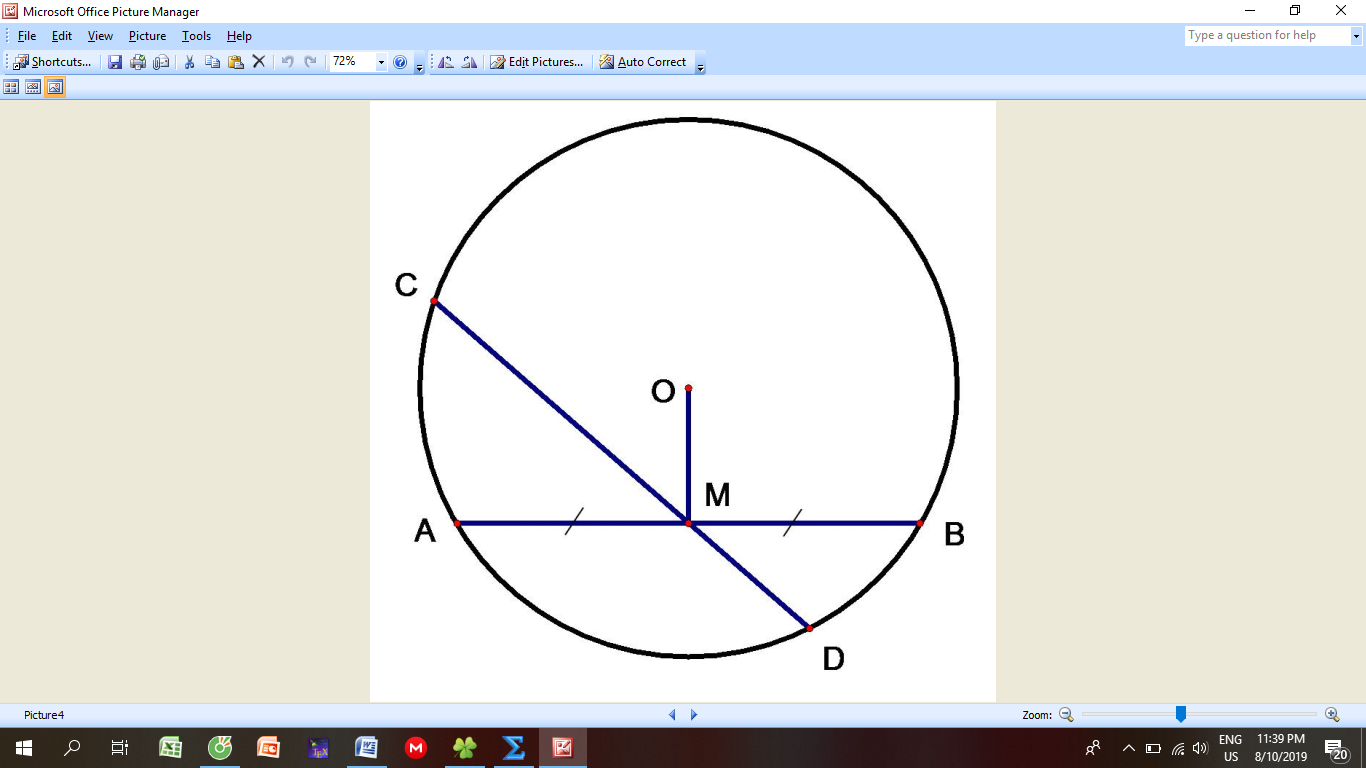 Microsoft Office Picture Manager
File Edit View Picture Tools Help
Type a question for help
Shortcuts... 72% Edit Pictures... Auto Correct
C
O
M
A
B
D
Picture4
Zoom:
ENG 11:39 PM
US 8/10/2019
20